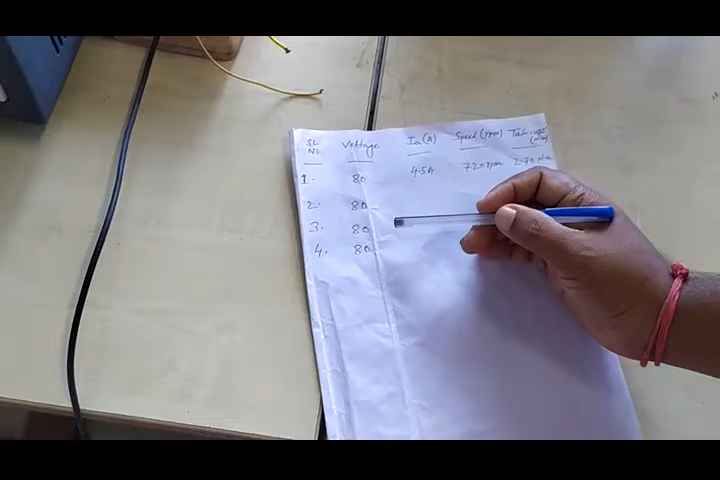 SL No. Voltage Ia(A) Speed(rpm)
1. 80 4.5A 720rpm
2. 80
3. 80
4. 80